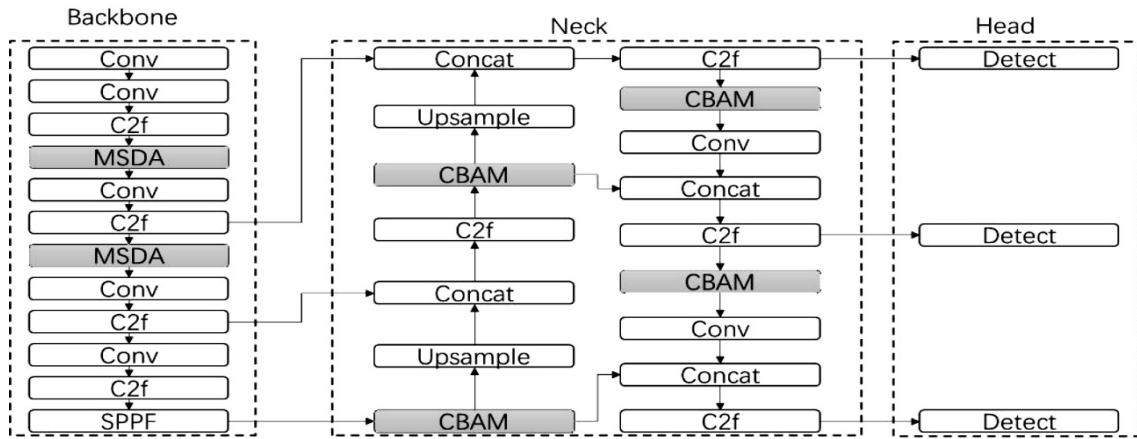 Backbone
Conv
Conv
C2f
MSDA
Conv
C2f
MSDA
Conv
C2f
Conv
C2f
SPPF
Neck
Concat
Upsample
CBAM
C2f
Concat
Upsample
CBAM
C2f
CBAM
Conv
Concat
C2f
CBAM
Conv
Concat
C2f
Head
Detect
Detect
Detect